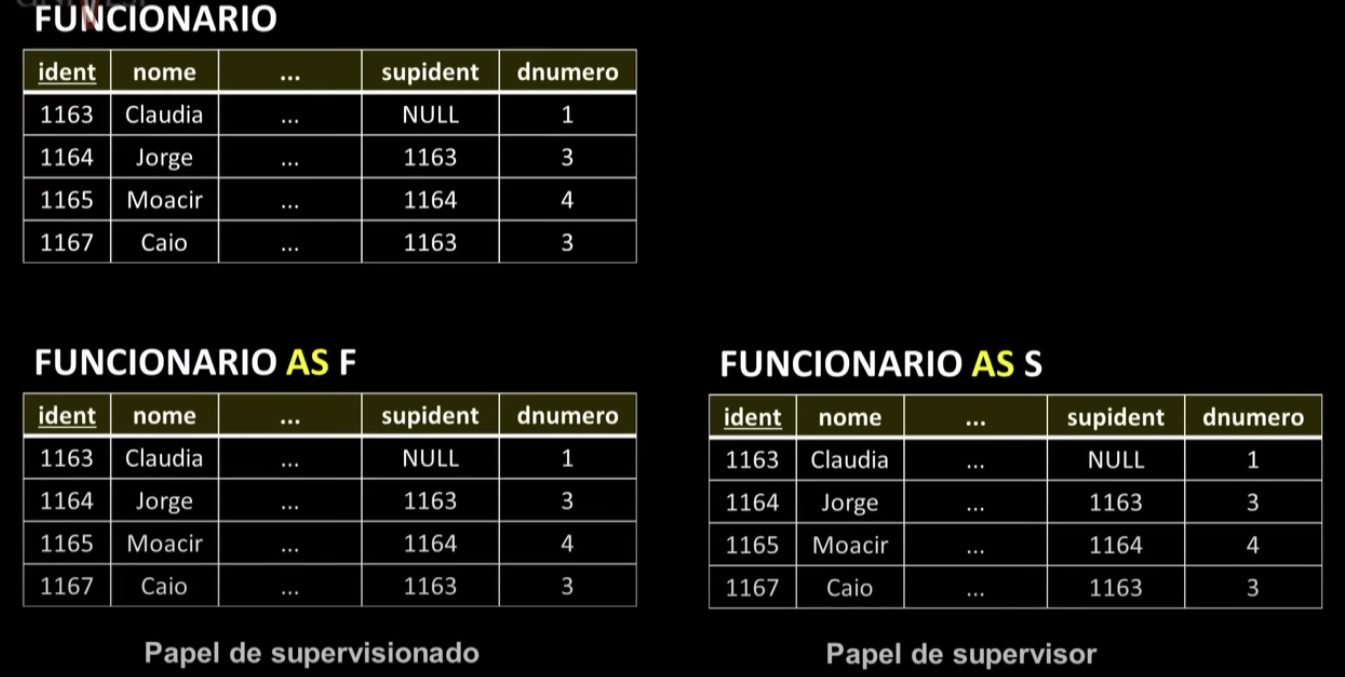 FUNCIONARIO
ident nome ... supident dnumero
1163 Claudia ... NULL 1
1164 Jorge ... 1163 3
1165 Moacir ... 1164 4
1167 Caio ... 1163 3
FUNCIONARIO AS F
ident nome ... supident dnumero
1163 Claudia ... NULL 1
1164 Jorge ... 1163 3
1165 Moacir ... 1164 4
1167 Caio ... 1163 3
Papel de supervisionado
FUNCIONARIO AS S
ident nome ... supident dnumero
1163 Claudia ... NULL 1
1164 Jorge ... 1163 3
1165 Moacir ... 1164 4
1167 Caio ... 1163 3
Papel de supervisor